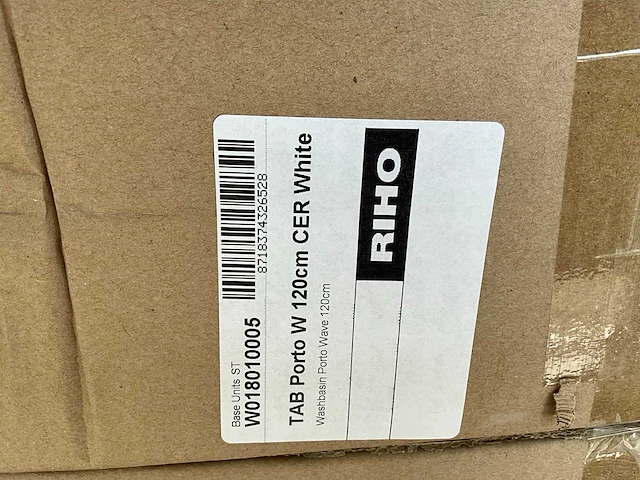 Base Units ST
W018010005
8718374326528
TAB Porto W 120cm CER White
Washbasin Porto Wave 120cm
RIHO